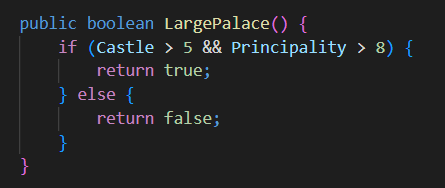 public boolean LargePalace() {
    if (Castle > 5 && Principality > 8) {
        return true;
    } else {
        return false;
    }
}